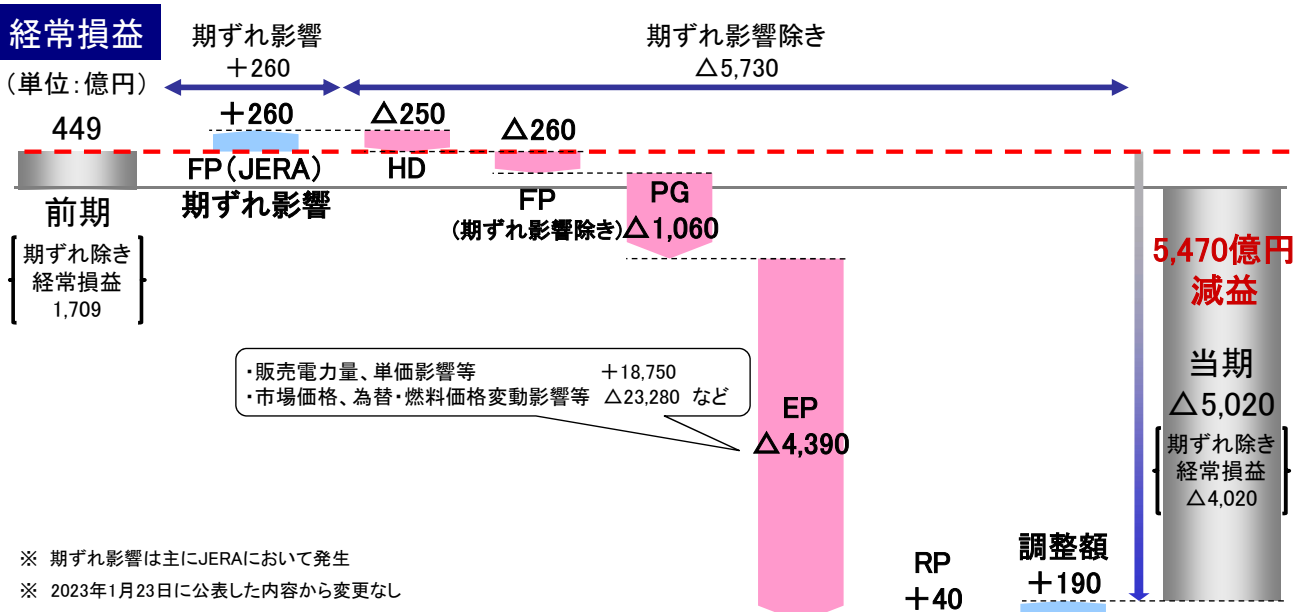 経常損益
(単位:億円)
期ずれ影響
＋260
期ずれ影響除き
△5,730
449
＋260
△250
△260
FP(JERA)
期ずれ影響
HD
FP
(期ずれ影響除き)
PG
△1,060
前期
期ずれ除き
経常損益
1,709
5,470億円
減益
・販売電力量、単価影響等 ＋18,750
・市場価格、為替・燃料価格変動影響等 △23,280 など
EP
△4,390
当期
△5,020
期ずれ除き
経常損益
△4,020
RP
＋40
調整額
＋190
※ 期ずれ影響は主にJERAにおいて発生
※ 2023年1月23日に公表した内容から変更なし